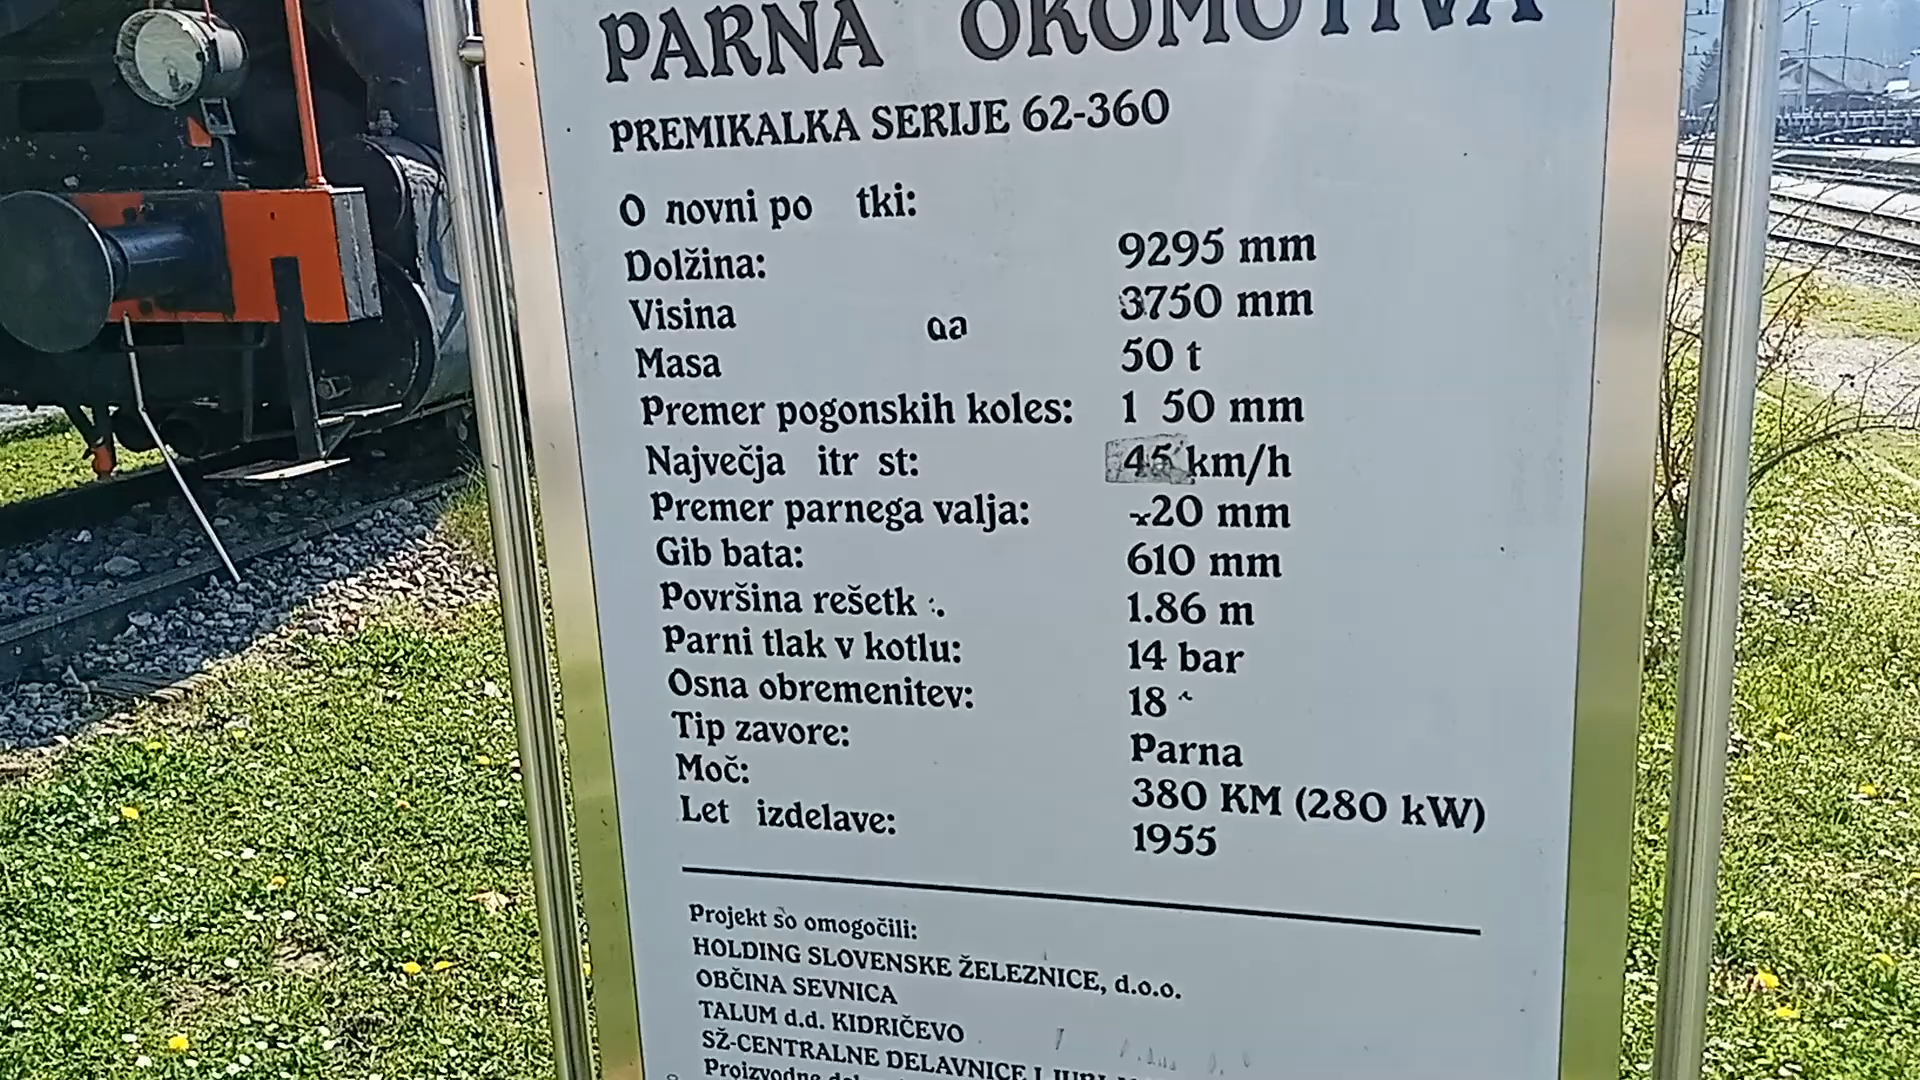 PARNA OKOMOTIVA
PREMIKALKA SERIJE 62-360
O novni po tki:
Dolžina: 9295 mm
Visina 3750 mm
Masa 50 t
Premer pogonskih koles: 1 50 mm
Največja itr st: 45 km/h
Premer parnega valja: 20 mm
Gib bata: 610 mm
Površina rešetk 1.86 m
Parni tlak v kotlu: 14 bar
Osna obremenitev: 18
Tip zavore: Parna
Moč: 380 KM (280 kW)
Let izdelave: 1955
Projekt so omogočili:
HOLDING SLOVENSKE ŽELEZNICE, d.o.o.
OBČINA SEVNICA
TALUM d.d. KIDRIČEVO
SŽ-CENTRALNE DELAVNICE